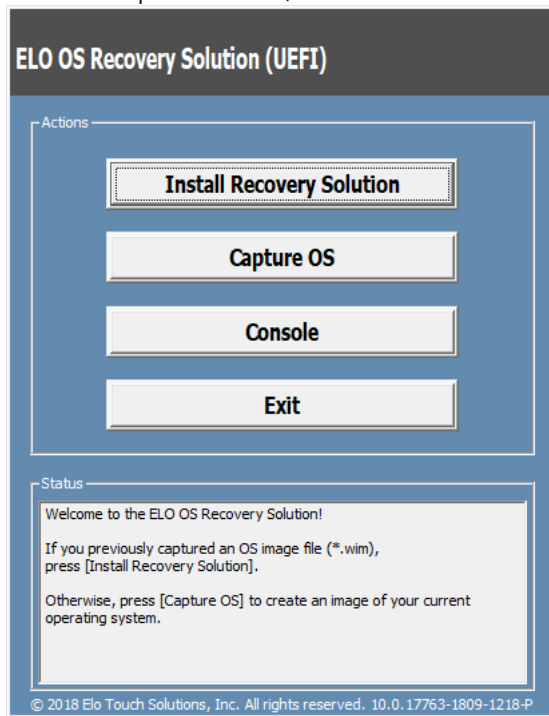 ELO OS Recovery Solution (UEFI)
Actions
Install Recovery Solution
Capture OS
Console
Exit
Status
Welcome to the ELO OS Recovery Solution!
If you previously captured an OS image file (*.wim),
press [Install Recovery Solution].
Otherwise, press [Capture OS] to create an image of your current
operating system.
© 2018 Elo Touch Solutions, Inc. All rights reserved. 10.0.17763-1809-1218-P